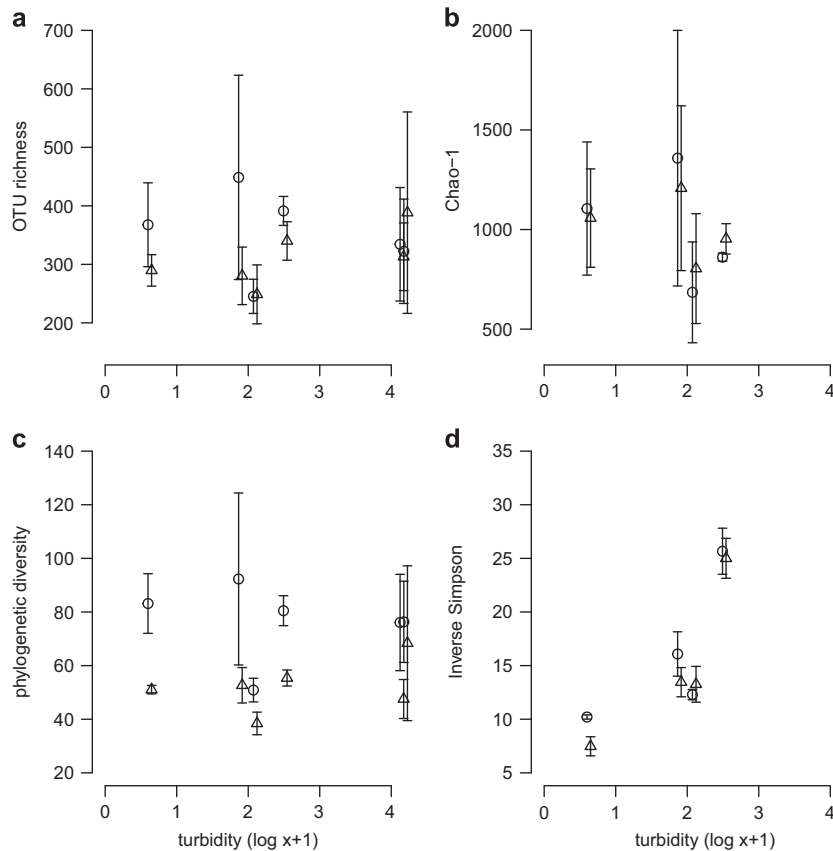 a
700
600
500
400
300
200
OTU richness
0 1 2 3 4
b
2000
1500
1000
500
Chao−1
0 1 2 3 4
c
140
120
100
80
60
40
20
phylogenetic diversity
0 1 2 3 4
turbidity (log x+1)
d
35
30
25
20
15
10
5
Inverse Simpson
0 1 2 3 4
turbidity (log x+1)